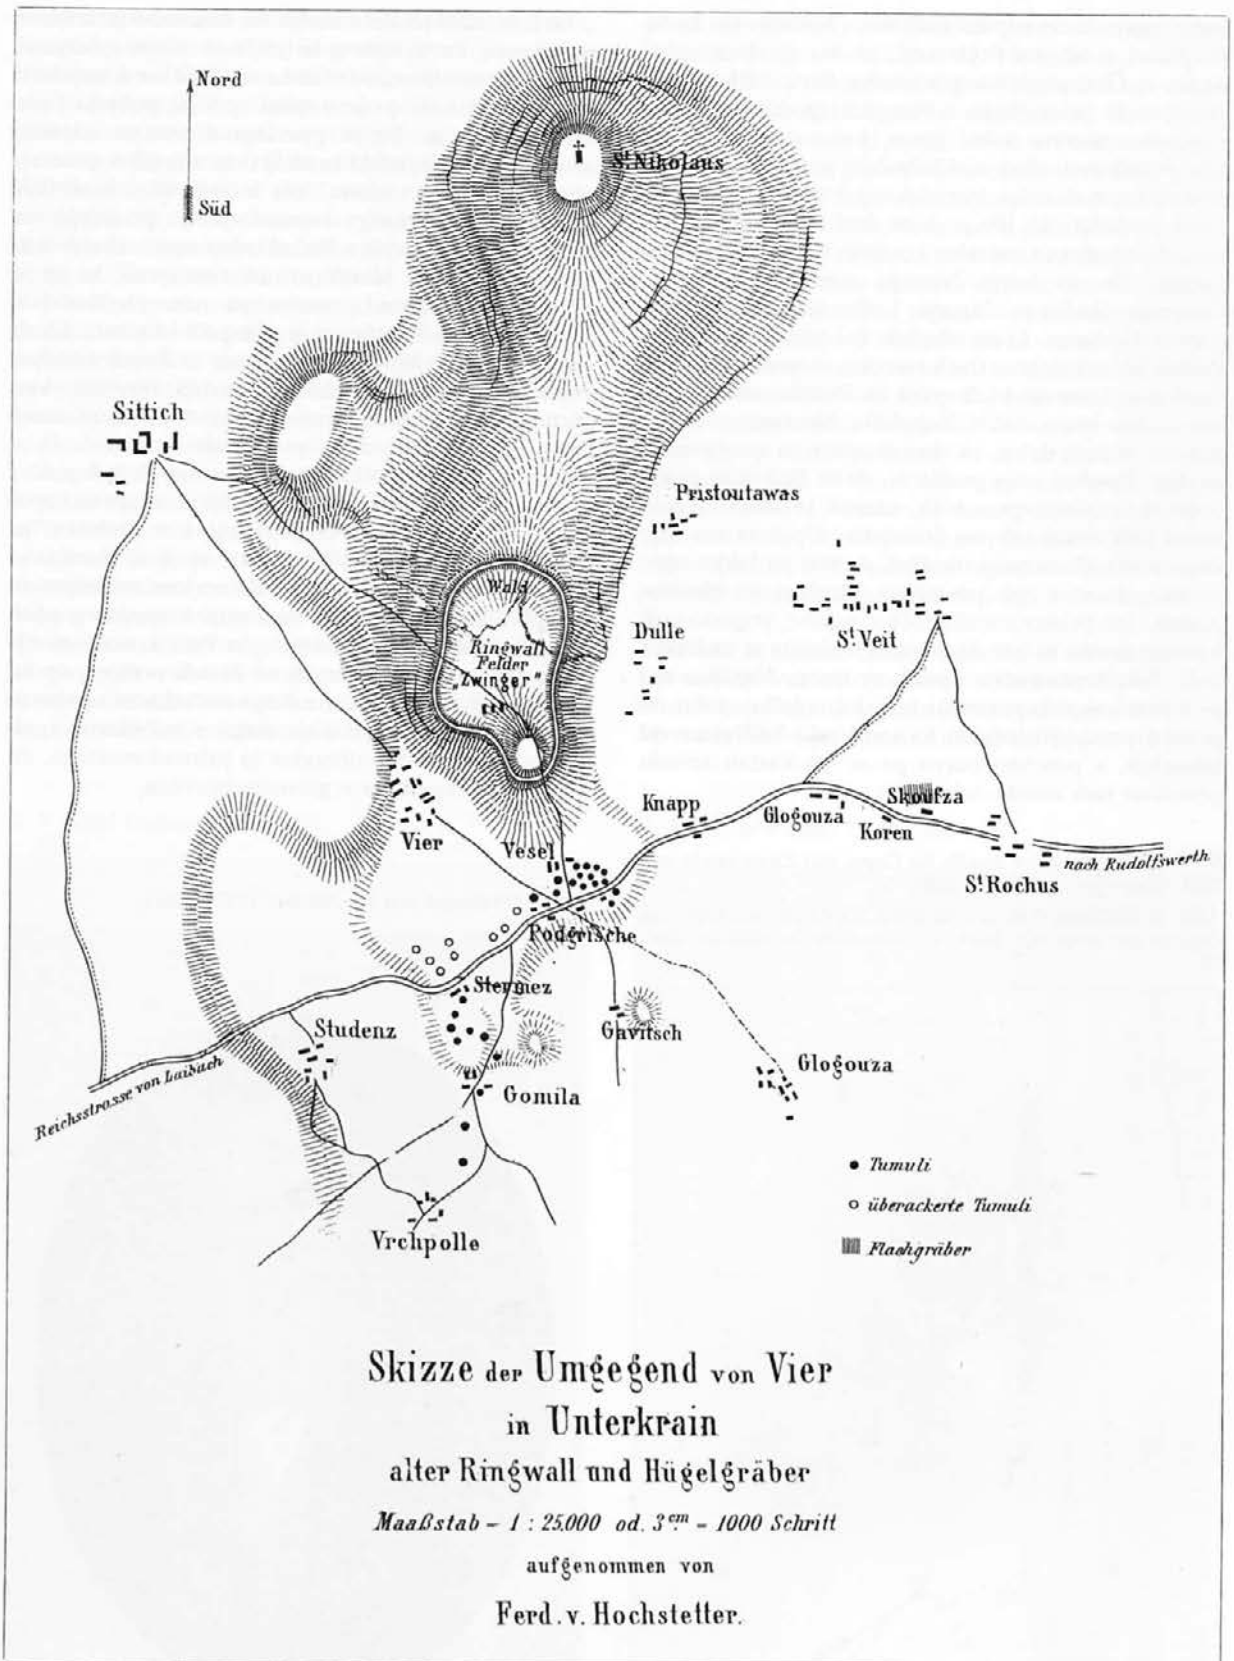 Nord
Süd
St. Nikolaus
Sittich
Pristoutawas
Wald
Ringwall
Felder
„Zwinger"
Dulle
St. Veit
Vier
Vesel
Knapp
Glogouza
Skoufza
Koren
St. Rochus
nach Rudolfswerth
Podgrische
Stermez
Studenz
Gavitsch
Glogouza
Reichsstrosse von Laibach
Gomila
Vrchpolle
Tumuli
überackerte Tumuli
Flachgräber
Skizze der Umgegend von Vier
in Unterkrain
alter Ringwall und Hügelgräber
Maaßstab – 1 : 25.000 od. 3 cm. – 1000 Schritt
aufgenommen von
Ferd. v. Hochstetter.